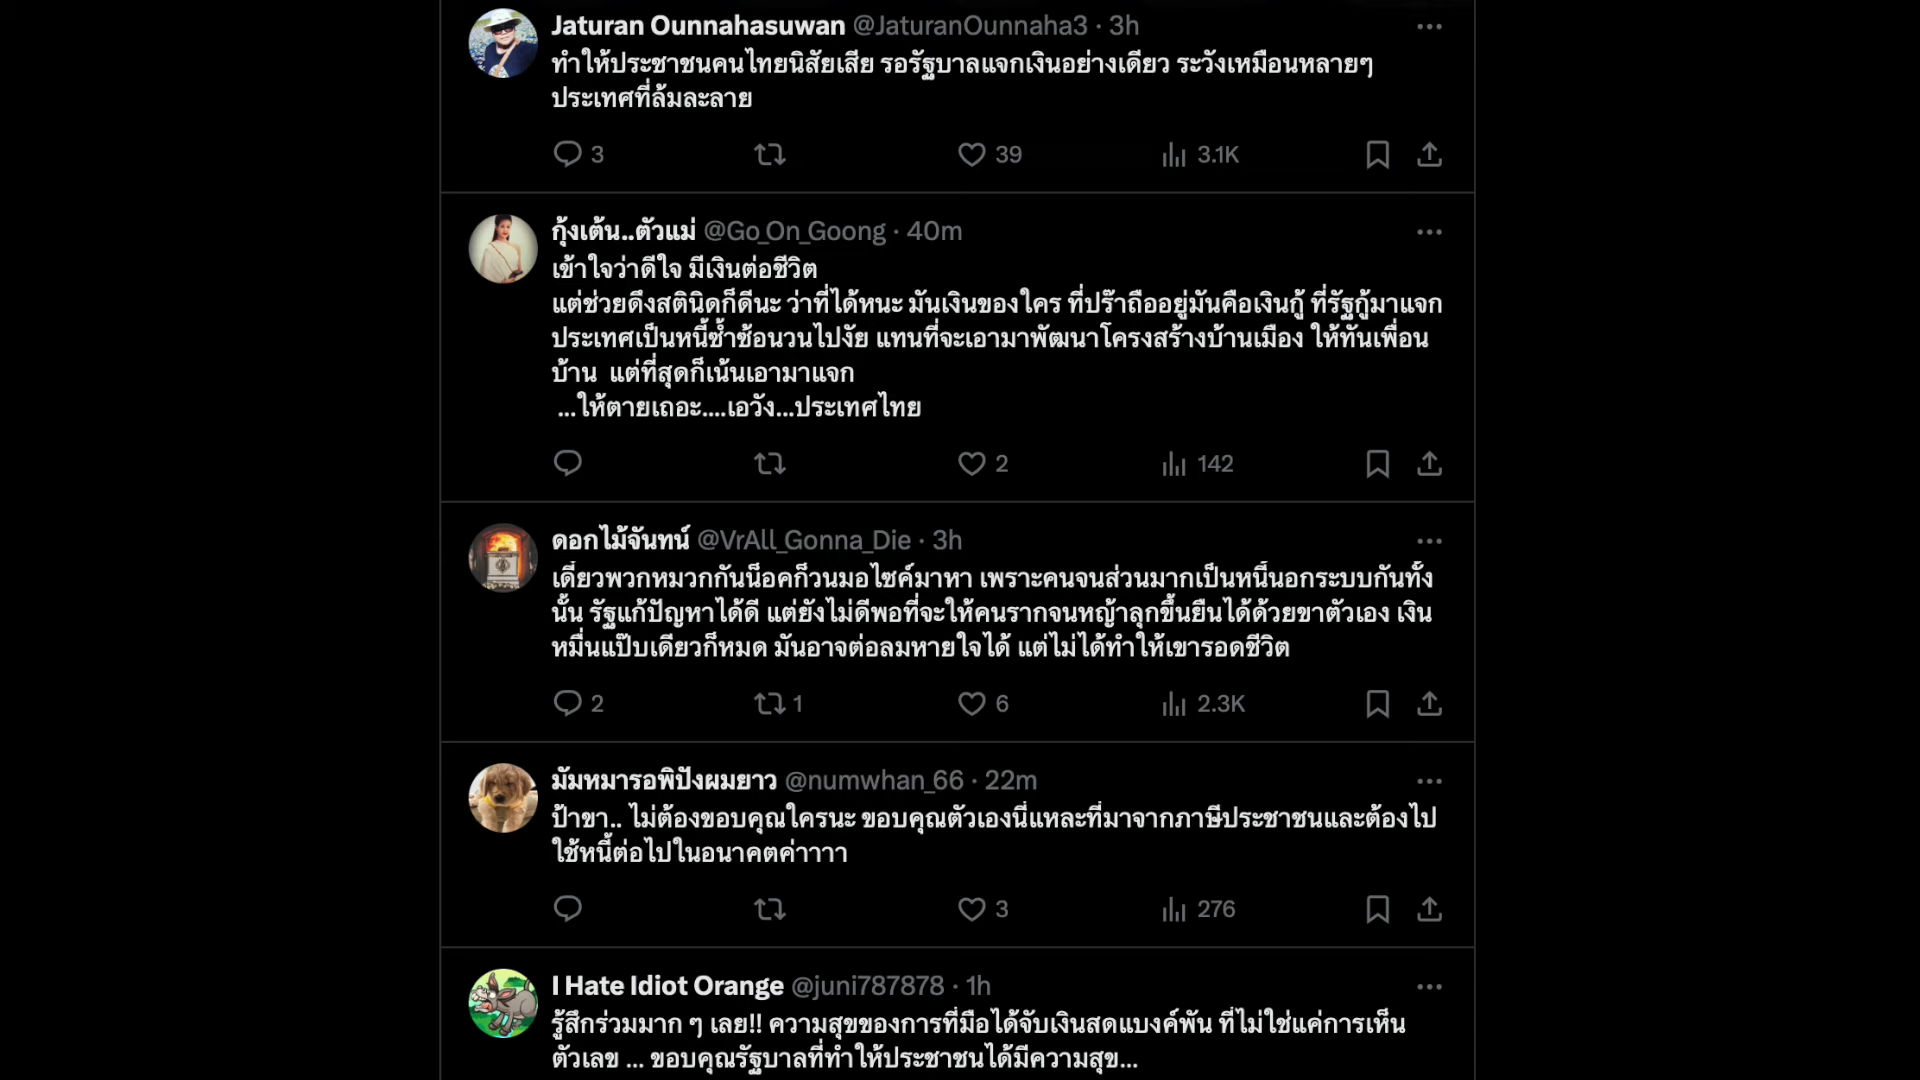 Jaturan Ounnahasuwan @JaturanOunnaha3 · 3h
ทำให้ประชาชนคนไทยนิสัยเสีย รอรัฐบาลแจกเงินอย่างเดียว ระวังเหมือนหลายๆ
ประเทศที่ล้มละลาย
3 39 3.1K
กุ้งเต้น..ตัวแม่ @Go_On_Goong · 40m
เข้าใจว่าดีใจ มีเงินต่อชีวิต
แต่ช่วยดึงสตินิดก็ดีนะ ว่าที่ได้หนะ มันเงินของใคร ที่ปร๊าถืออยู่มันคือเงินกู้ ที่รัฐกู้มาแจก
ประเทศเป็นหนี้ซ้ำซ้อนวนไปงัย แทนที่จะเอามาพัฒนาโครงสร้างบ้านเมือง ให้ทันเพื่อน
บ้าน แต่ที่สุดก็เน้นเอามาแจก
...ให้ตายเถอะ....เอวัง...ประเทศไทย
2 142
ดอกไม้จันทน์ @VrAll_Gonna_Die · 3h
เดี๋ยวพวกหมวกกันน็อคก็วนมอไซค์มาหา เพราะคนจนส่วนมากเป็นหนี้นอกระบบกันทั้ง
นั้น รัฐแก้ปัญหาได้ดี แต่ยังไม่ดีพอที่จะให้คนรากจนหญ้าลุกขึ้นยืนได้ด้วยขาตัวเอง เงิน
หมื่นแป๊บเดียวก็หมด มันอาจต่อลมหายใจได้ แต่ไม่ได้ทำให้เขารอดชีวิต
2 1 6 2.3K
มัมหมารอพิปังผมยาว @numwhan_66 · 22m
ป้าขา.. ไม่ต้องขอบคุณใครนะ ขอบคุณตัวเองนี่แหละที่มาจากภาษีประชาชนและต้องไป
ใช้หนี้ต่อไปในอนาคตค่าาาา
3 276
I Hate Idiot Orange @juni787878 · 1h
รู้สึกร่วมมาก ๆ เลย!! ความสุขของการที่มือได้จับเงินสดแบงค์พัน ที่ไม่ใช่แค่การเห็น
ตัวเลข ... ขอบคุณรัฐบาลที่ทำให้ประชาชนได้มีความสุข...